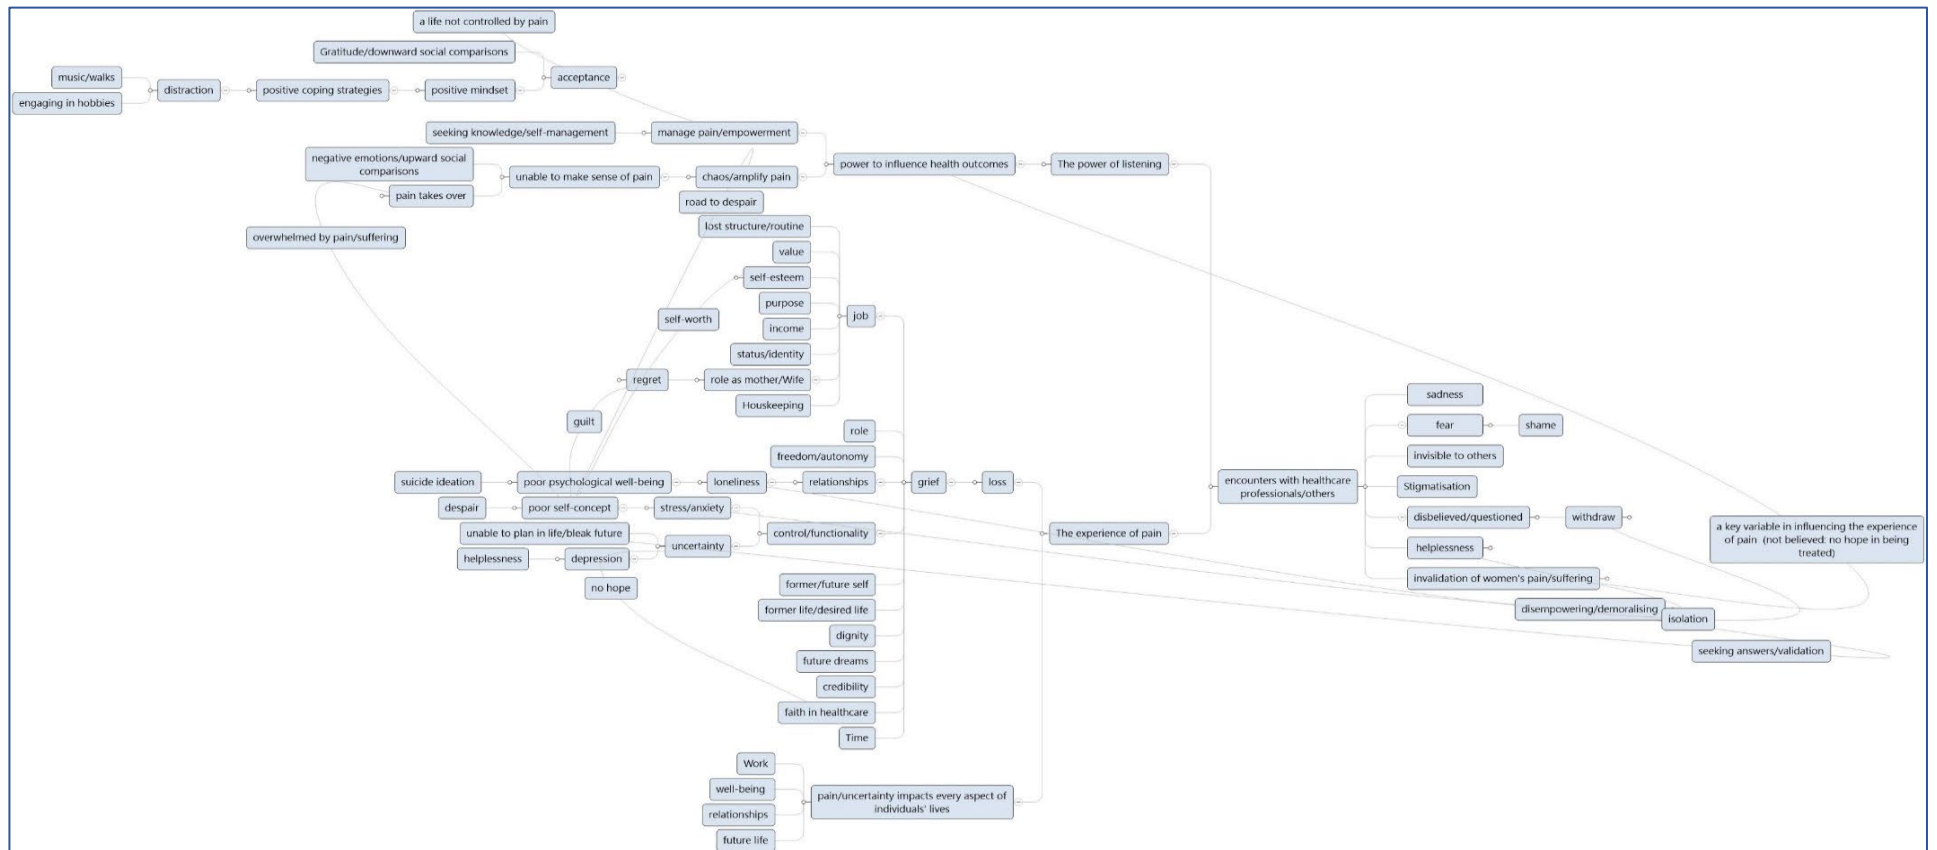 a life not controlled by pain
Gratitude/downward social comparisons
acceptance
music/walks
distraction
positive coping strategies
positive mindset
engaging in hobbies
seeking knowledge/self-management
manage pain/empowerment
negative emotions/upward social
comparisons
unable to make sense of pain
chaos/amplify pain
power to influence health outcomes
The power of listening
pain takes over
road to despair
overwhelmed by pain/suffering
lost structure/routine
value
self-esteem
purpose
self-worth
job
income
status/identity
regret
role as mother/Wife
Houskeeping
guilt
role
freedom/autonomy
suicide ideation
poor psychological well-being
loneliness
relationships
grief
loss
despair
poor self-concept
stress/anxiety
unable to plan in life/bleak future
uncertainty
control/functionality
The experience of pain
helplessness
depression
no hope
former/future self
former life/desired life
dignity
future dreams
credibility
faith in healthcare
Time
Work
well-being
relationships
future life
pain/uncertainty impacts every aspect of
individuals' lives
encounters with healthcare
professionals/others
sadness
fear
shame
invisible to others
Stigmatisation
disbelieved/questioned
withdraw
helplessness
invalidation of women's pain/suffering
a key variable in influencing the experience
of pain (not believed: no hope in being
treated)
disempowering/demoralising
isolation
seeking answers/validation